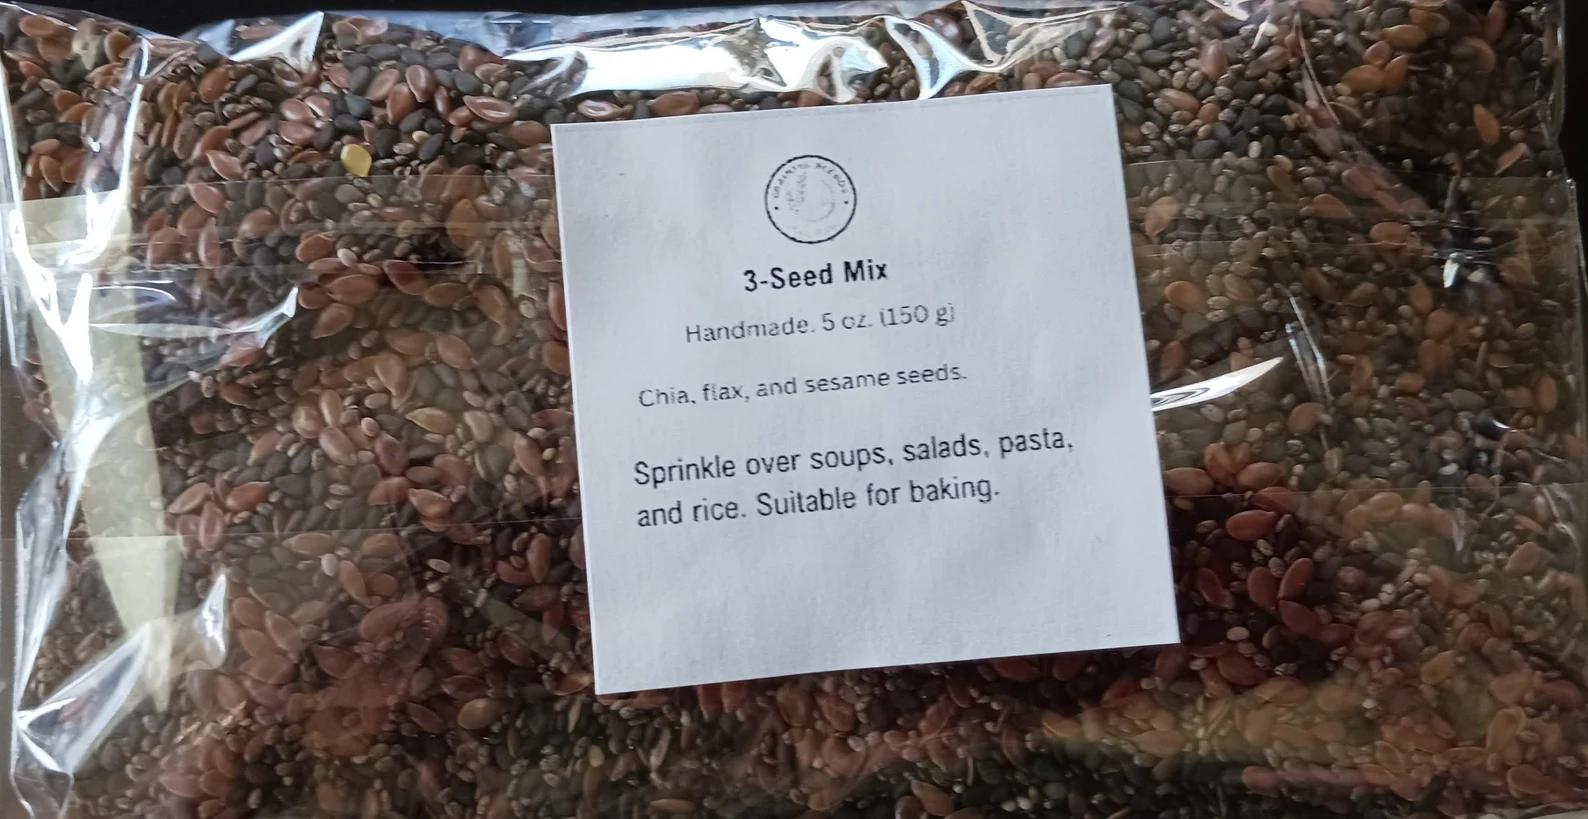 3-Seed Mix
Handmade. 5 oz. (150 g)
Chia, flax, and sesame seeds.
Sprinkle over soups, salads, pasta,
and rice. Suitable for baking.